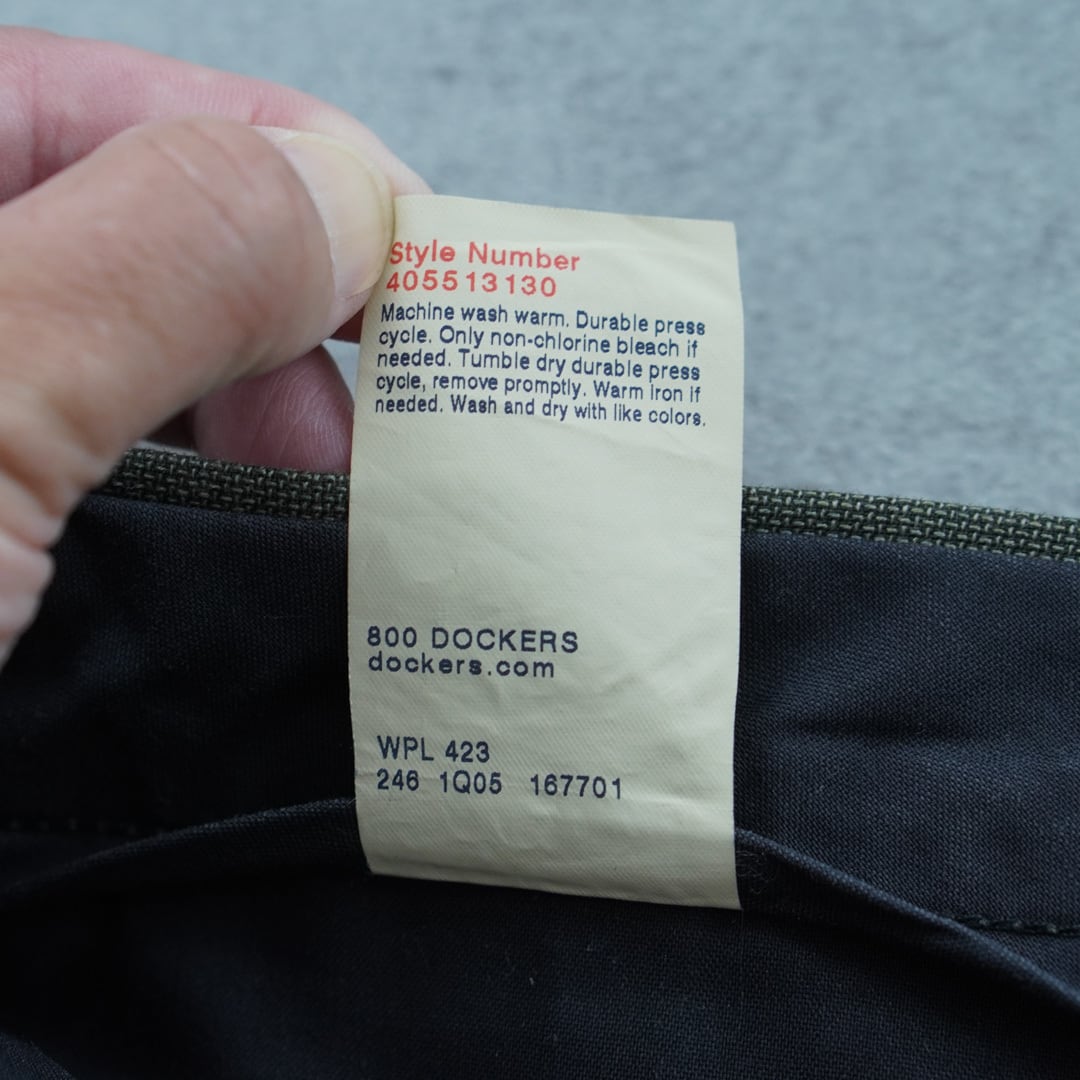 Style Number
405513130
Machine wash warm. Durable press
cycle. Only non-chlorine bleach if
needed. Tumble dry durable press
cycle, remove promptly. Warm iron if
needed. Wash and dry with like colors.
800 DOCKERS
dockers.com
WPL 423
246 1Q05 167701